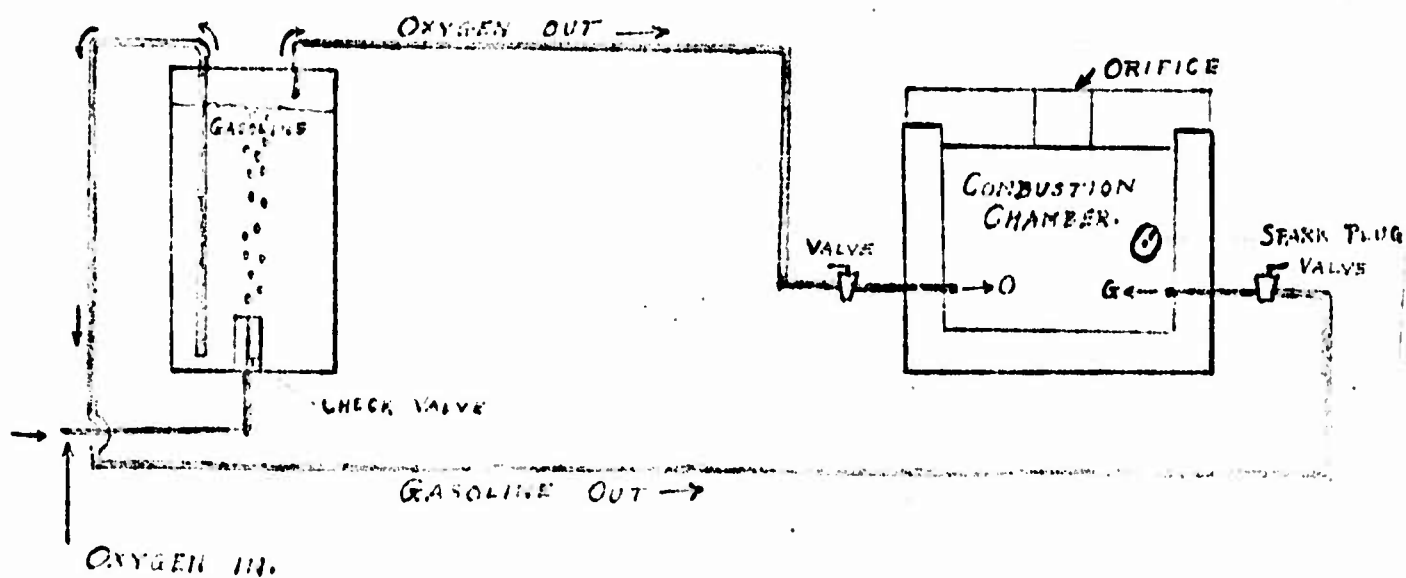 OXYGEN OUT →
ORIFICE
GASOLINE
COMBUSTION
CHAMBER.
VALVE
SPARK PLUG
VALVE
→ O
G ←
CHECK VALVE
GASOLINE OUT →
OXYGEN IN.